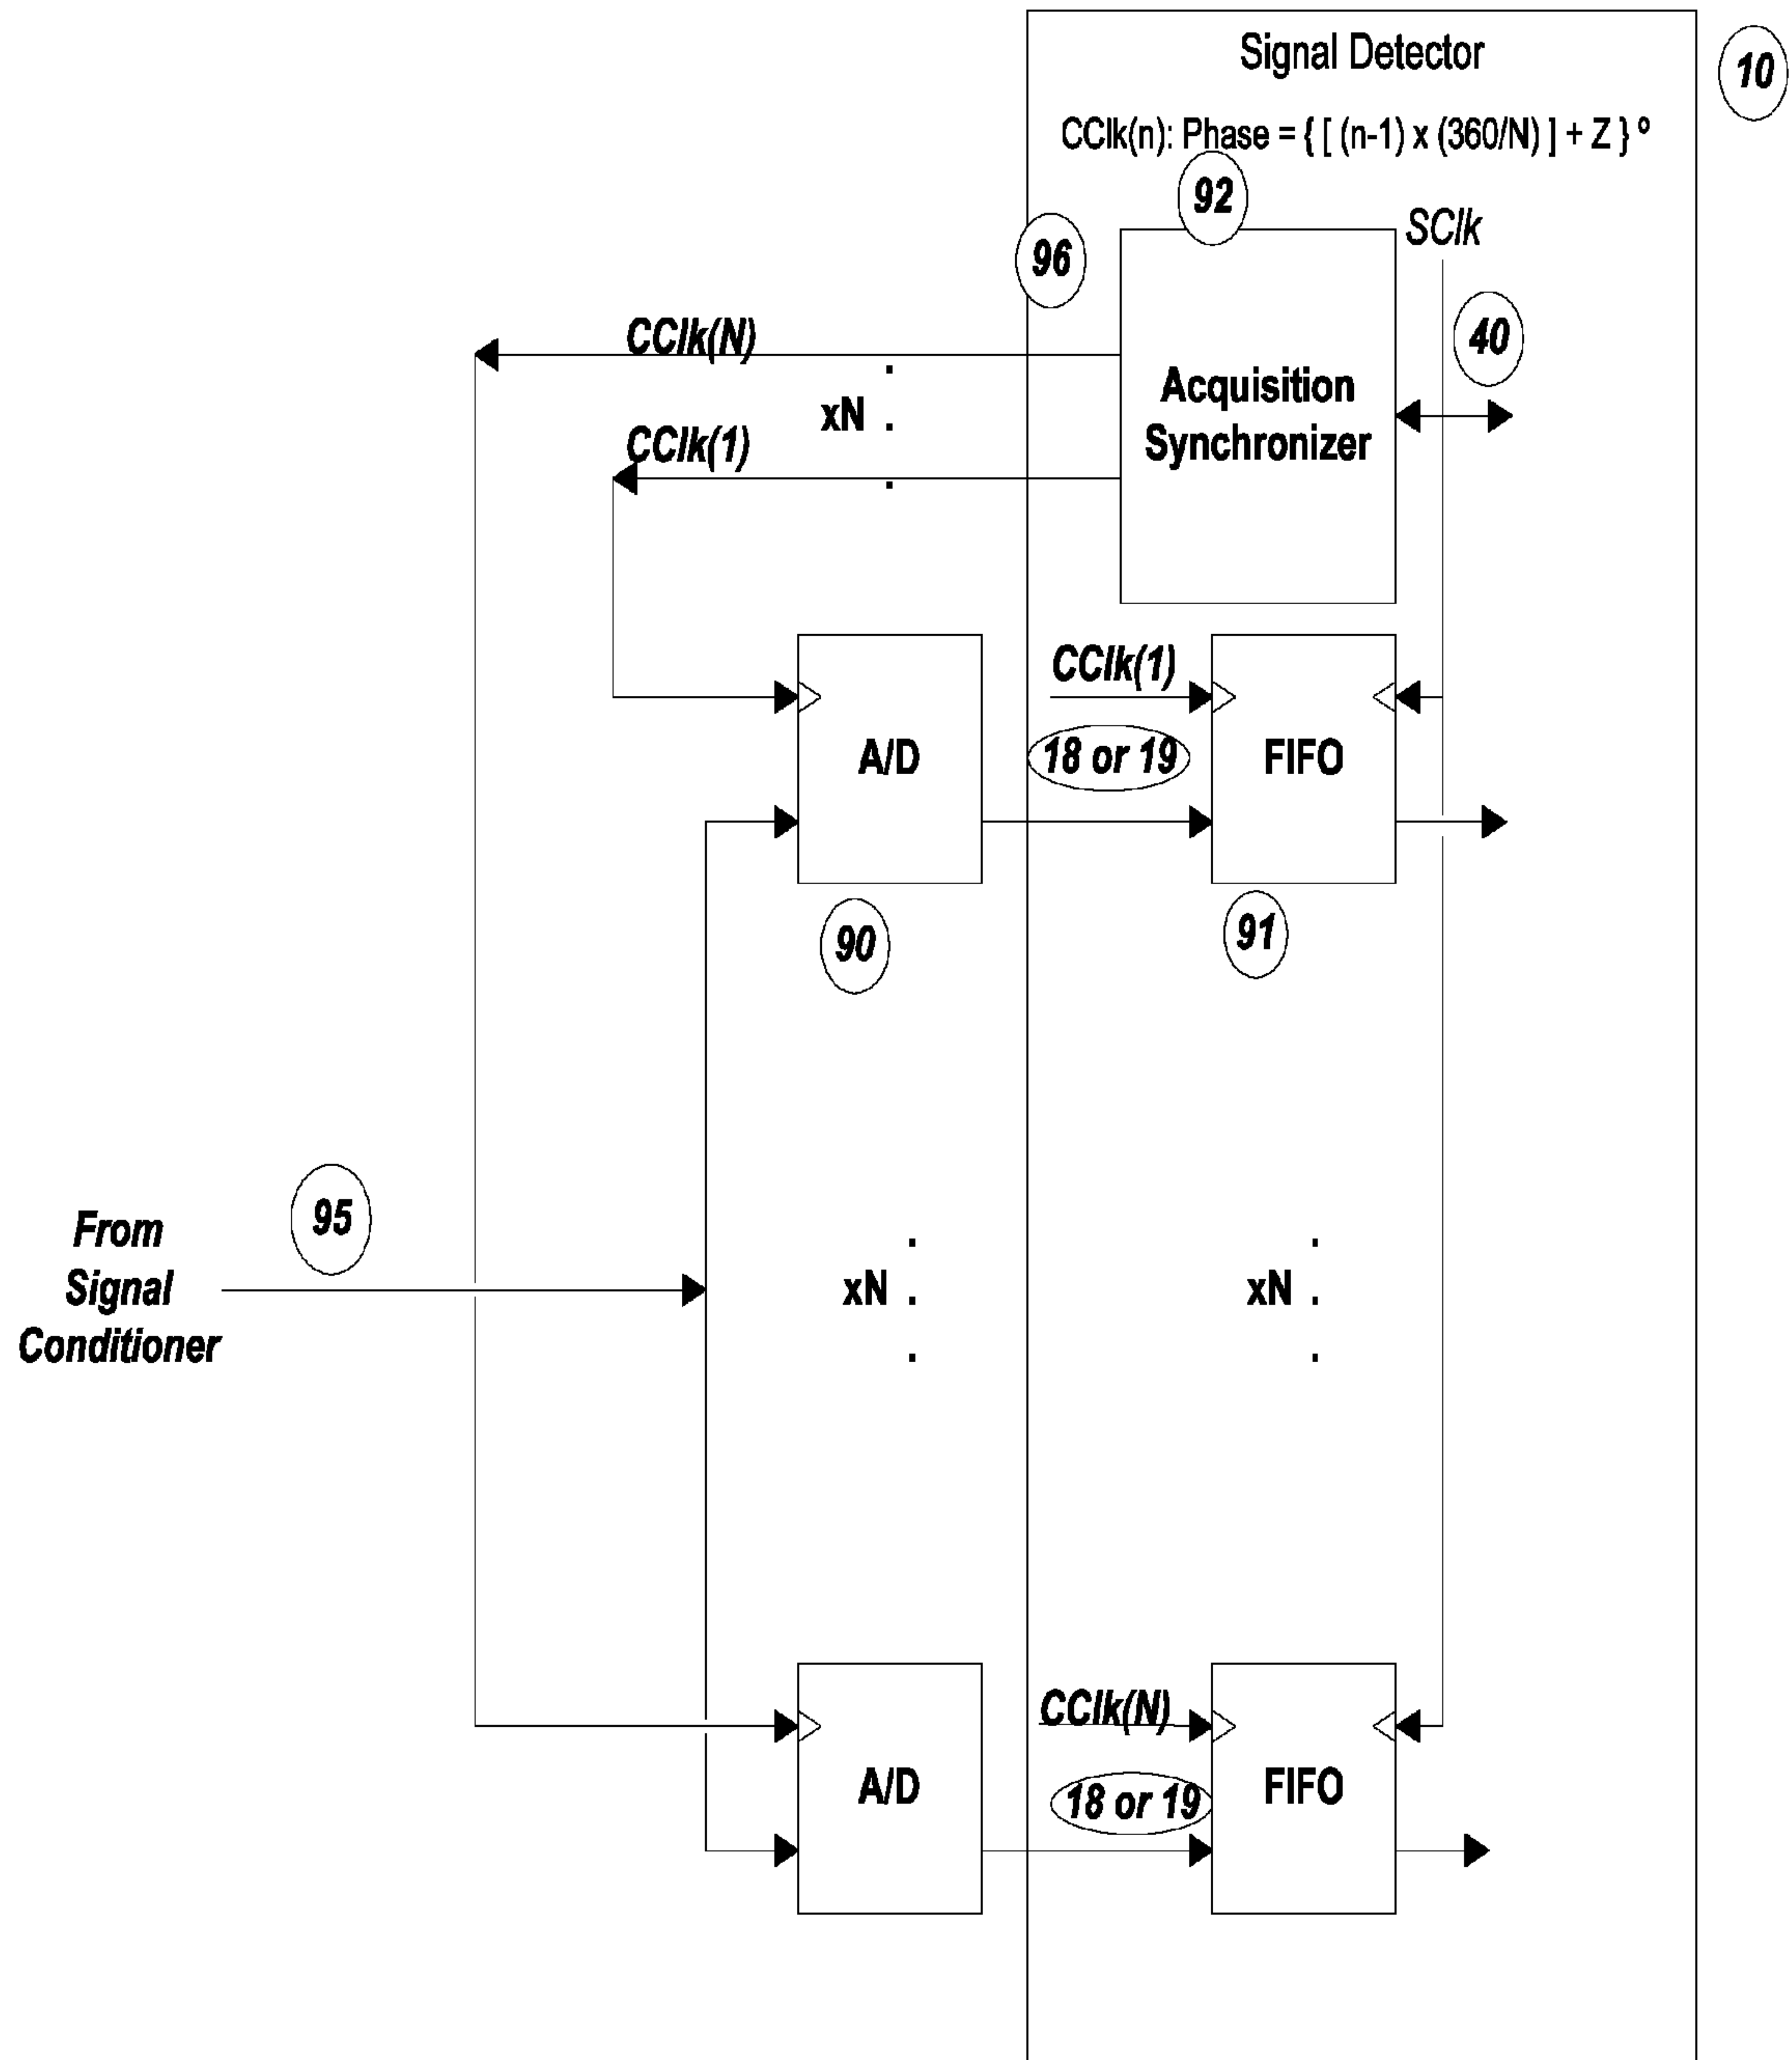 Signal Detector
10
CClk(n): Phase = { [ (n-1) x (360/N) ] + Z } º
92
SClk
96
40
CClk(N)
xN
Acquisition
Synchronizer
CClk(1)
CClk(1)
18 or 19
A/D
FIFO
90
91
95
From
Signal
Conditioner
xN
xN
CClk(N)
18 or 19
A/D
FIFO